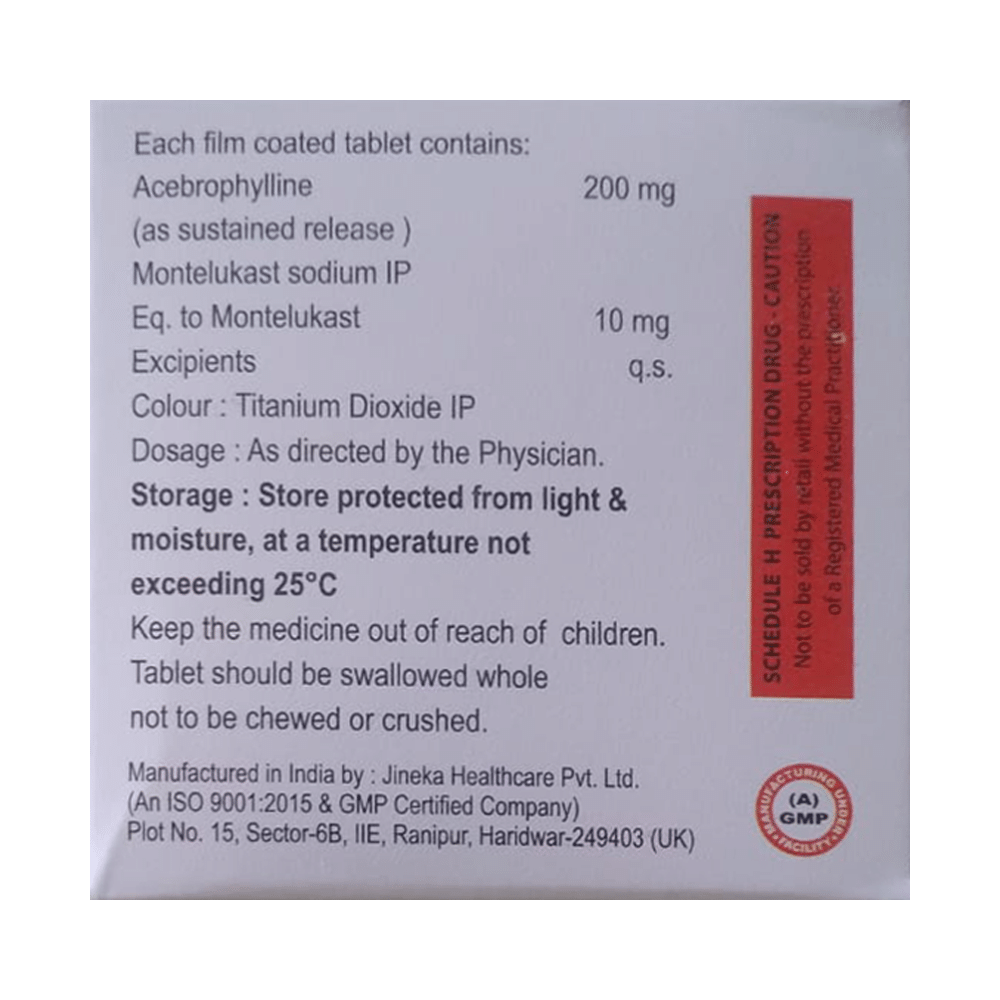 Each film coated tablet contains:
Acebrophylline 200 mg
(as sustained release )
Montelukast sodium IP
Eq. to Montelukast 10 mg
Excipients q.s.
Colour : Titanium Dioxide IP
Dosage : As directed by the Physician.
Storage : Store protected from light &
moisture, at a temperature not
exceeding 25°C
Keep the medicine out of reach of children.
Tablet should be swallowed whole
not to be chewed or crushed.
Manufactured in India by : Jineka Healthcare Pvt. Ltd.
(An ISO 9001:2015 & GMP Certified Company)
Plot No. 15, Sector-6B, IIE, Ranipur, Haridwar-249403 (UK)
SCHEDULE H PRESCRIPTION DRUG - CAUTION
Not to be sold by retail without the prescription
of a Registered Medical Practitioner.
MANUFACTURING UNDER
(A)
GMP
FACILITY